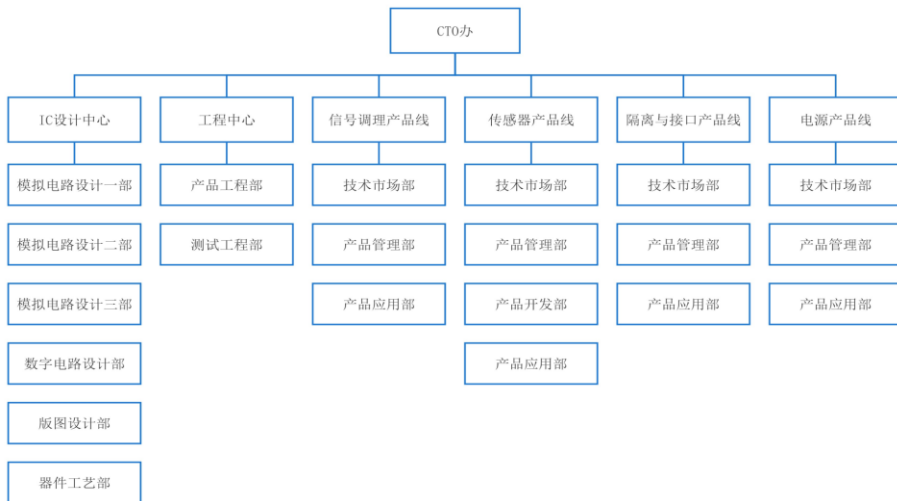 CTO办
IC设计中心
工程中心
信号调理产品线
传感器产品线
隔离与接口产品线
电源产品线
模拟电路设计一部
产品工程部
技术市场部
技术市场部
技术市场部
技术市场部
模拟电路设计二部
测试工程部
产品管理部
产品管理部
产品管理部
产品管理部
模拟电路设计三部
产品应用部
产品开发部
产品应用部
产品应用部
数字电路设计部
产品应用部
版图设计部
器件工艺部